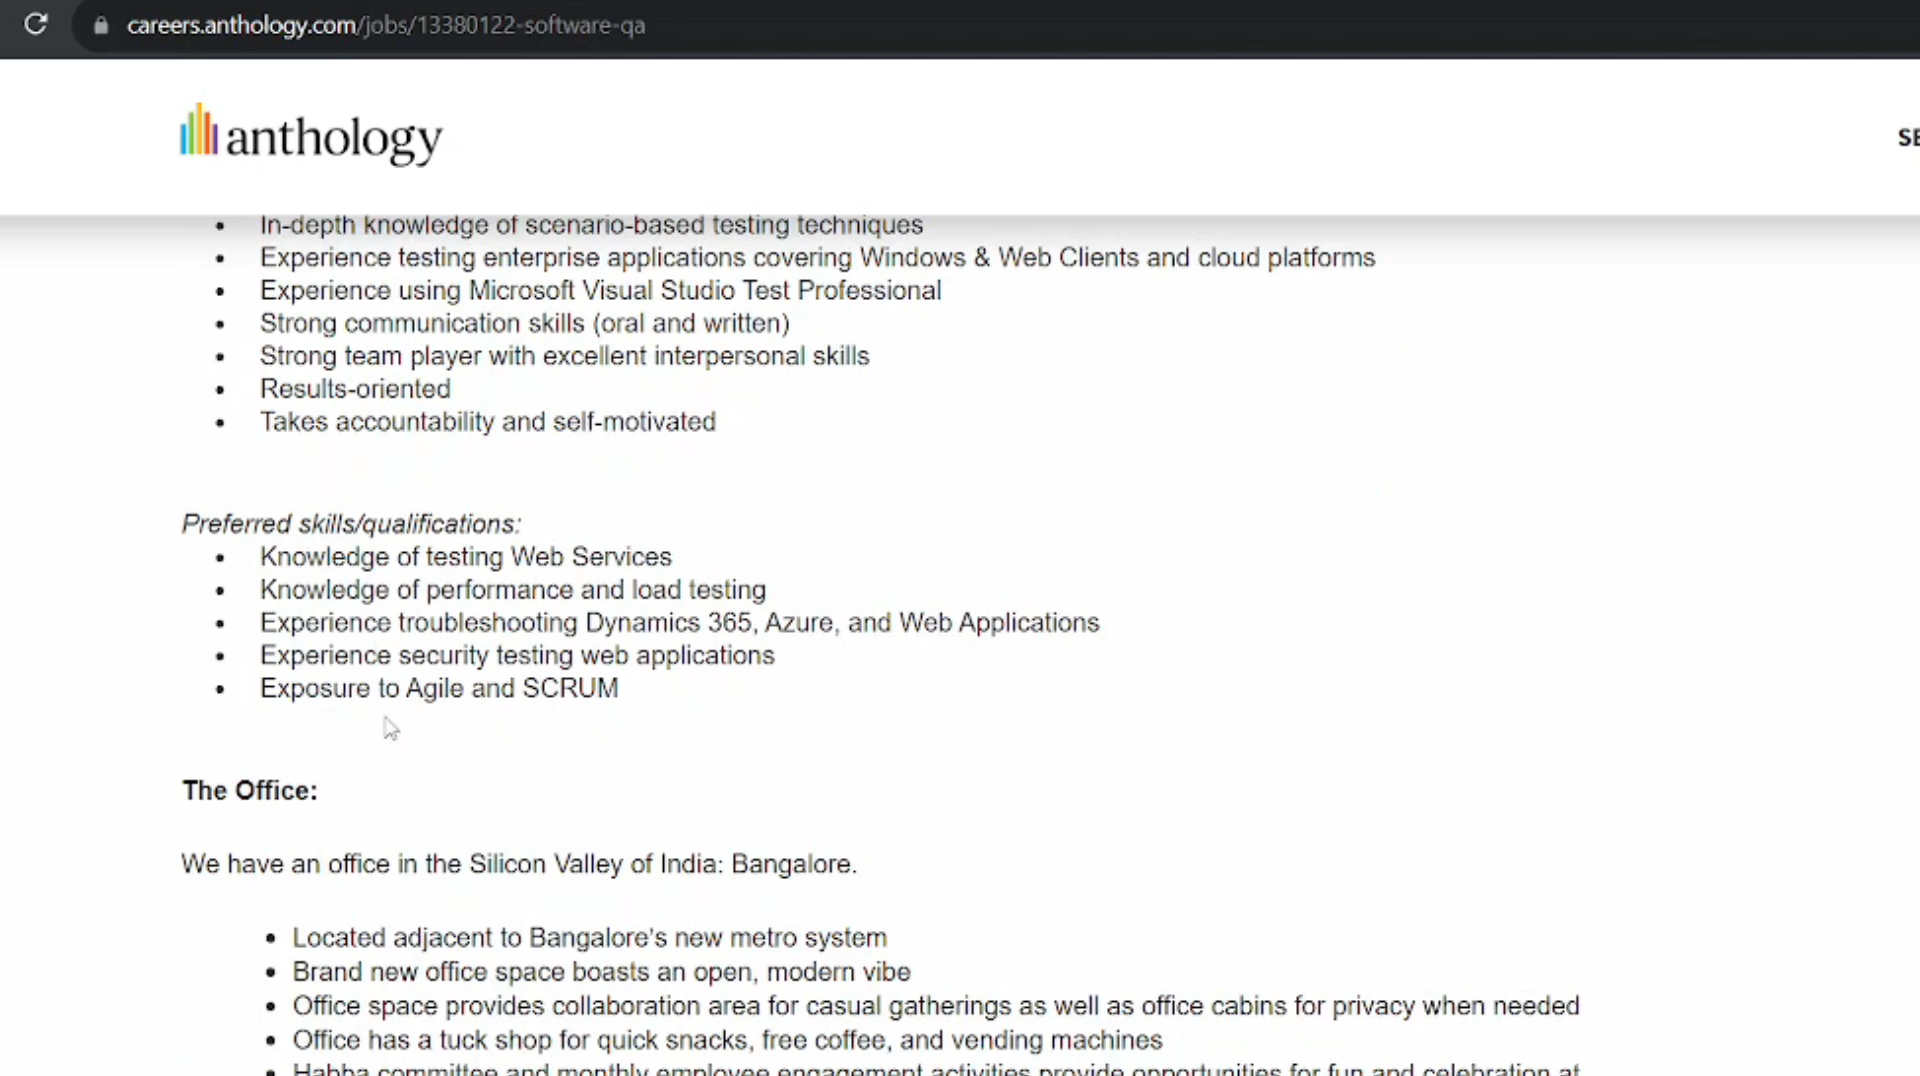 careers.anthology.com/jobs/13380122-software-qa
anthology
SE
In-depth knowledge of scenario-based testing techniques
Experience testing enterprise applications covering Windows & Web Clients and cloud platforms
Experience using Microsoft Visual Studio Test Professional
Strong communication skills (oral and written)
Strong team player with excellent interpersonal skills
Results-oriented
Takes accountability and self-motivated
Preferred skills/qualifications:
Knowledge of testing Web Services
Knowledge of performance and load testing
Experience troubleshooting Dynamics 365, Azure, and Web Applications
Experience security testing web applications
Exposure to Agile and SCRUM
The Office:
We have an office in the Silicon Valley of India: Bangalore.
Located adjacent to Bangalore's new metro system
Brand new office space boasts an open, modern vibe
Office space provides collaboration area for casual gatherings as well as office cabins for privacy when needed
Office has a tuck shop for quick snacks, free coffee, and vending machines
Habba committee and monthly employee engagement activities provide opportunities for fun and celebration at